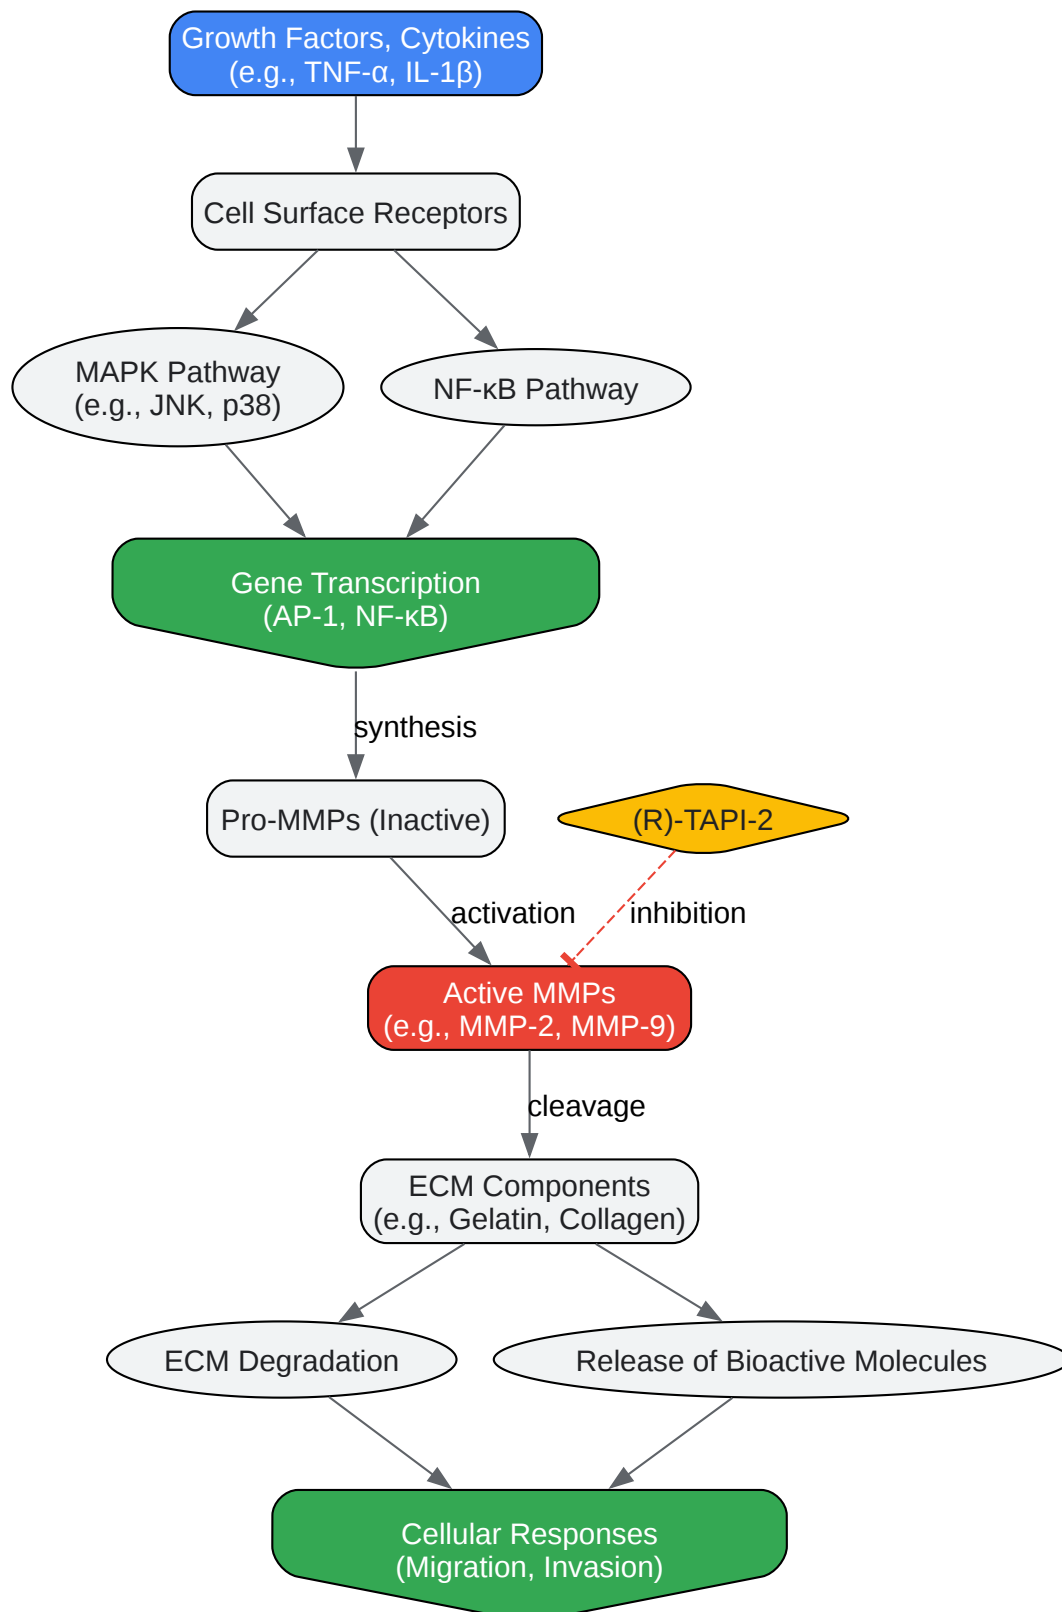 Growth Factors, Cytokines
(e.g., TNF-α, IL-1β)
Cell Surface Receptors
MAPK Pathway
(e.g., JNK, p38)
NF-κB Pathway
Gene Transcription
(AP-1, NF-κB)
synthesis
Pro-MMPs (Inactive)
(R)-TAPI-2
activation
inhibition
Active MMPs
(e.g., MMP-2, MMP-9)
cleavage
ECM Components
(e.g., Gelatin, Collagen)
ECM Degradation
Release of Bioactive Molecules
Cellular Responses
(Migration, Invasion)